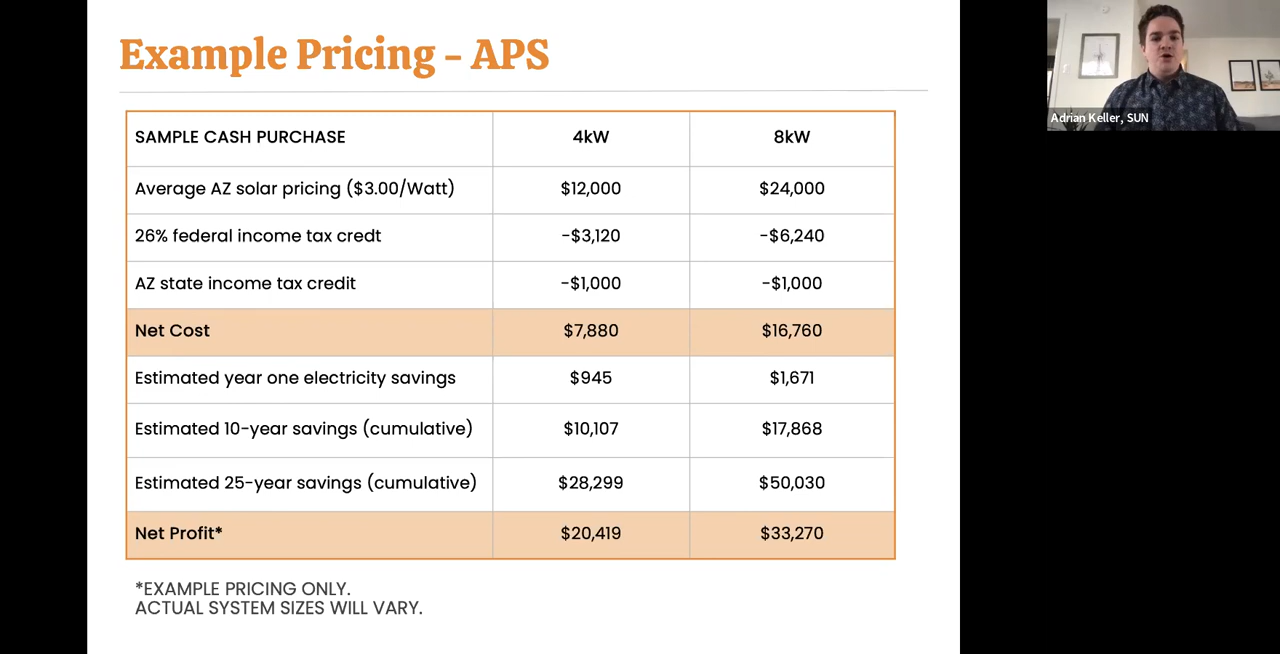 Example Pricing - APS
SAMPLE CASH PURCHASE 4kW 8kW
Average AZ solar pricing ($3.00/Watt) $12,000 $24,000
26% federal income tax credt -$3,120 -$6,240
AZ state income tax credit -$1,000 -$1,000
Net Cost $7,880 $16,760
Estimated year one electricity savings $945 $1,671
Estimated 10-year savings (cumulative) $10,107 $17,868
Estimated 25-year savings (cumulative) $28,299 $50,030
Net Profit* $20,419 $33,270
*EXAMPLE PRICING ONLY.
ACTUAL SYSTEM SIZES WILL VARY.
Adrian Keller, SUN